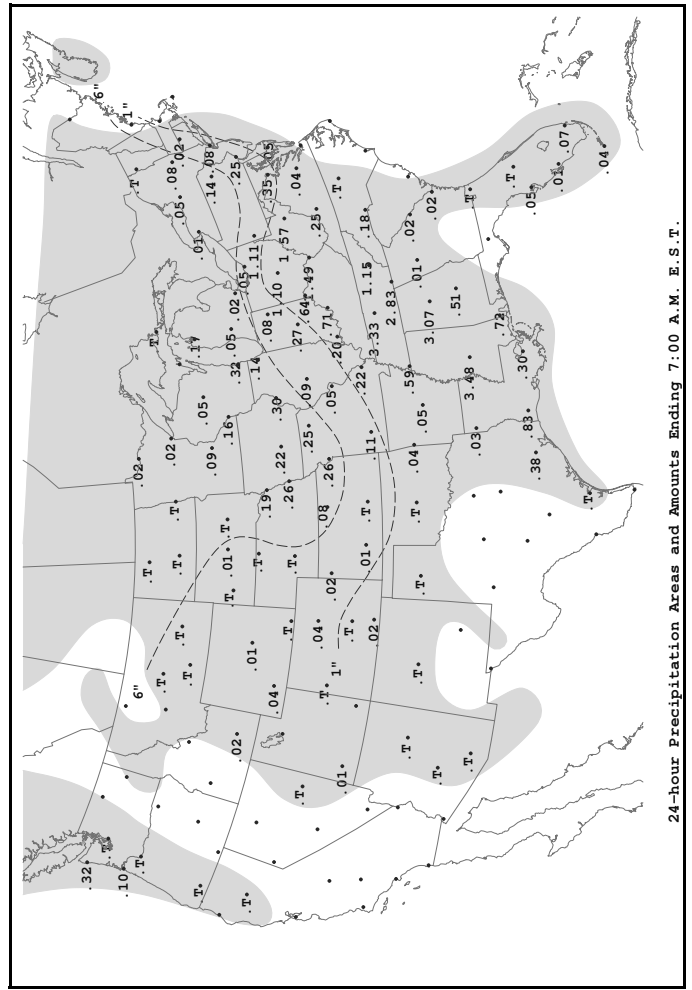 .32
6"
T
.10
1"
T
6"
.02
T
T
T
T
.02
.08
T
T
.05
.02
T
T
.17
.01
T
.05
.09
.14
.08
.01
T
.16
T
.05
.02
.25
.02
.32
.05
T
.01
1.11
.14
T
.19
.08
.35
.05
.04
.30
1.10
.22
1.57
T
.26
T
.27
.04
T
.09
.64
1.49
.25
.25
.04
T
.08
.71
.26
.02
.05
1"
T
.20
.01
T
.22
.18
.01
1.15
T
.11
.02
3.33
2.83
T
.59
.02
.04
T
.01
T
T
.05
3.07
.02
T
.51
3.48
T
T
.03
.72
T
.83
.30
.05
.38
.01
.07
T
.04
24-hour Precipitation Areas and Amounts Ending 7:00 A.M. E.S.T.